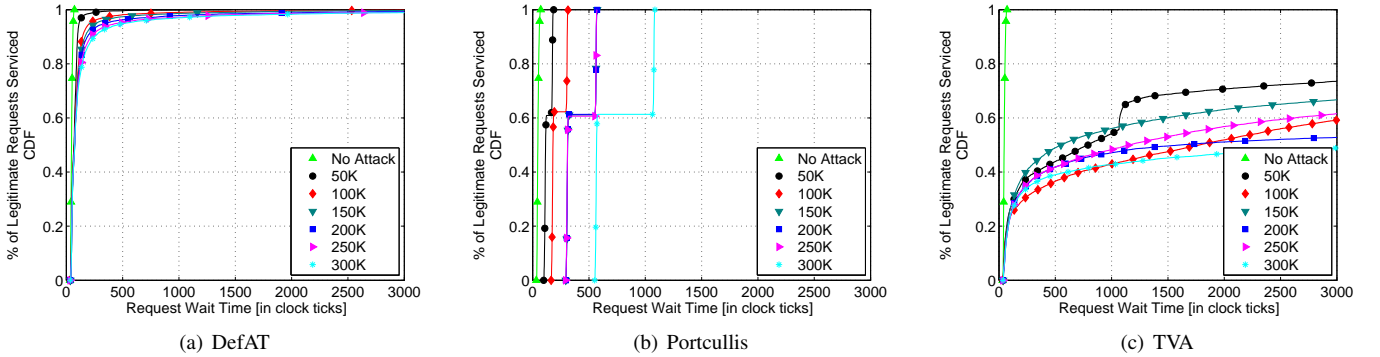 % of Legitimate Requests Serviced
CDF
1
0.8
0.6
0.4
0.2
0
0 500 1000 1500 2000 2500 3000
Request Wait Time [in clock ticks]
No Attack
50K
100K
150K
200K
250K
300K
(a) DefAT
% of Legitimate Requests Serviced
CDF
1
0.8
0.6
0.4
0.2
0
0 500 1000 1500 2000 2500 3000
Request Wait Time [in clock ticks]
No Attack
50K
100K
150K
200K
250K
300K
(b) Portcullis
% of Legitimate Requests Serviced
CDF
1
0.8
0.6
0.4
0.2
0
0 500 1000 1500 2000 2500 3000
Request Wait Time [in clock ticks]
No Attack
50K
100K
150K
200K
250K
300K
(c) TVA